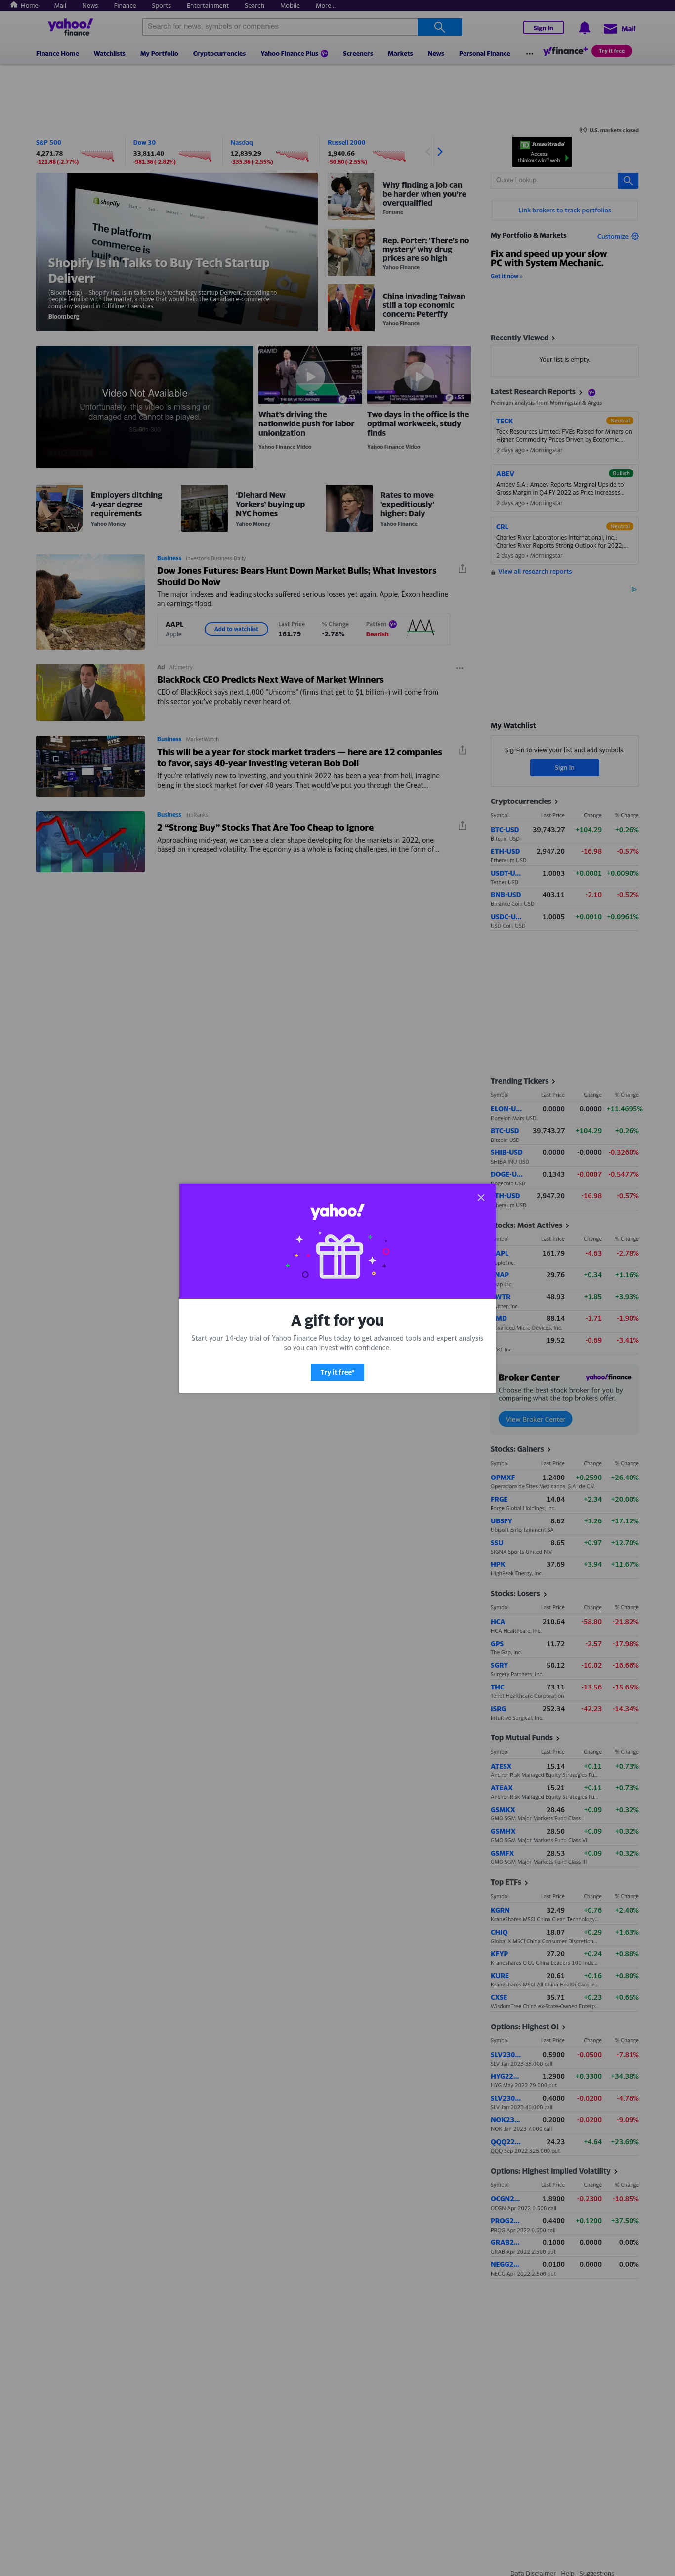 Home Mail News Finance Sports Entertainment Search Mobile More...
yahoo!
finance
Search for news, symbols or companies
Sign in
Mail
Finance Home Watchlists My Portfolio Cryptocurrencies Yahoo Finance Plus Screeners Markets News Personal Finance ...
yahoo!finance+
Try it free
U.S. markets closed
S&P 500
4,271.78
-121.88 (-2.77%)
Dow 30
33,811.40
-981.36 (-2.82%)
Nasdaq
12,839.29
-335.36 (-2.55%)
Russell 2000
1,940.66
-50.80 (-2.55%)
Ameritrade
Access
thinkorswim® web
Quote Lookup
Link brokers to track portfolios
My Portfolio & Markets
Customize
Fix and speed up your slow
PC with System Mechanic.
Get it now >
shopify
The platform
commerce is
Shopify Is in Talks to Buy Tech Startup
Deliverr
(Bloomberg) -- Shopify Inc. is in talks to buy technology startup Deliverr, according to
people familiar with the matter, a move that would help the Canadian e-commerce
company expand in fulfillment services
Bloomberg
Why finding a job can
be harder when you're
overqualified
Fortune
Rep. Porter: 'There's no
mystery' why drug
prices are so high
Yahoo Finance
China invading Taiwan
still a top economic
concern: Peterffy
Yahoo Finance
Video Not Available
Unfortunately, this video is missing or
damaged and cannot be played.
What's driving the
nationwide push for labor
unionization
Yahoo Finance Video
Two days in the office is the
optimal workweek, study
finds
Yahoo Finance Video
Employers ditching
4-year degree
requirements
Yahoo Money
'Diehard New
Yorkers' buying up
NYC homes
Yahoo Money
Rates to move
'expeditiously'
higher: Daly
Yahoo Finance
Recently Viewed
Your list is empty.
Latest Research Reports
Premium analysis from Morningstar & Argus
TECK Neutral
Teck Resources Limited: FVEs Raised for Miners on
Higher Commodity Prices Driven by Economic...
2 days ago • Morningstar
ABEV Bullish
Ambev S.A.: Ambev Reports Marginal Upside to
Gross Margin in Q4 FY 2022 as Price Increases...
2 days ago • Morningstar
CRL Neutral
Charles River Laboratories International, Inc.:
Charles River Reports Strong Outlook for 2022;...
2 days ago • Morningstar
View all research reports
Business Investor's Business Daily
Dow Jones Futures: Bears Hunt Down Market Bulls; What Investors
Should Do Now
The major indexes and leading stocks suffered serious losses yet again. Apple, Exxon headline
an earnings flood.
AAPL
Apple
Add to watchlist
Last Price
161.79
% Change
-2.78%
Pattern
Bearish
Ad Altimetry
BlackRock CEO Predicts Next Wave of Market Winners
CEO of BlackRock says next 1,000 "Unicorns" (firms that get to $1 billion+) will come from
this sector you've probably never heard of.
Business MarketWatch
This will be a year for stock market traders — here are 12 companies
to favor, says 40-year investing veteran Bob Doll
If you're relatively new to investing, and you think 2022 has been a year from hell, imagine
being in the stock market for over 40 years. That would've put you through the Great...
Business TipRanks
2 "Strong Buy" Stocks That Are Too Cheap to Ignore
Approaching mid-year, we can see a clear shape developing for the markets in 2022, one
based on increased volatility. The economy as a whole is facing challenges, in the form of...
My Watchlist
Sign-in to view your list and add symbols.
Sign In
Cryptocurrencies
Symbol Last Price Change % Change
BTC-USD 39,743.27 +104.29 +0.26%
Bitcoin USD
ETH-USD 2,947.20 -16.98 -0.57%
Ethereum USD
USDT-U... 1.0003 +0.0001 +0.0090%
Tether USD
BNB-USD 403.11 -2.10 -0.52%
Binance Coin USD
USDC-U... 1.0005 +0.0010 +0.0961%
USD Coin USD
Trending Tickers
Symbol Last Price Change % Change
ELON-U... 0.0000 0.0000 +11.4695%
Dogelon Mars USD
BTC-USD 39,743.27 +104.29 +0.26%
Bitcoin USD
SHIB-USD 0.0000 -0.0000 -0.3260%
SHIBA INU USD
DOGE-U... 0.1343 -0.0007 -0.5477%
Dogecoin USD
TH-USD 2,947.20 -16.98 -0.57%
thereum USD
tocks: Most Actives
ymbol Last Price Change % Change
APL 161.79 -4.63 -2.78%
pple Inc.
NAP 29.76 +0.34 +1.16%
nap Inc.
WTR 48.93 +1.85 +3.93%
witter, Inc.
MD 88.14 -1.71 -1.90%
dvanced Micro Devices, Inc.
19.52 -0.69 -3.41%
T&T Inc.
yahoo!
A gift for you
Start your 14-day trial of Yahoo Finance Plus today to get advanced tools and expert analysis
so you can invest with confidence.
Try it free*
Broker Center
yahoo!finance
Choose the best stock broker for you by
comparing what the top brokers offer.
View Broker Center
Stocks: Gainers
Symbol Last Price Change % Change
OPMXF 1.2400 +0.2590 +26.40%
Operadora de Sites Mexicanos, S.A. de C.V.
FRGE 14.04 +2.34 +20.00%
Forge Global Holdings, Inc.
UBSFY 8.62 +1.26 +17.12%
Ubisoft Entertainment SA
SSU 8.65 +0.97 +12.70%
SIGNA Sports United N.V.
HPK 37.69 +3.94 +11.67%
HighPeak Energy, Inc.
Stocks: Losers
Symbol Last Price Change % Change
HCA 210.64 -58.80 -21.82%
HCA Healthcare, Inc.
GPS 11.72 -2.57 -17.98%
The Gap, Inc.
SGRY 50.12 -10.02 -16.66%
Surgery Partners, Inc.
THC 73.11 -13.56 -15.65%
Tenet Healthcare Corporation
ISRG 252.34 -42.23 -14.34%
Intuitive Surgical, Inc.
Top Mutual Funds
Symbol Last Price Change % Change
ATESX 15.14 +0.11 +0.73%
Anchor Risk Managed Equity Strategies Fu...
ATEAX 15.21 +0.11 +0.73%
Anchor Risk Managed Equity Strategies Fu...
GSMKX 28.46 +0.09 +0.32%
GMO SGM Major Markets Fund Class I
GSMHX 28.50 +0.09 +0.32%
GMO SGM Major Markets Fund Class VI
GSMFX 28.53 +0.09 +0.32%
GMO SGM Major Markets Fund Class III
Top ETFs
Symbol Last Price Change % Change
KGRN 32.49 +0.76 +2.40%
KraneShares MSCI China Clean Technology...
CHIQ 18.07 +0.29 +1.63%
Global X MSCI China Consumer Discretion...
KFYP 27.20 +0.24 +0.88%
KraneShares CICC China Leaders 100 Inde...
KURE 20.61 +0.16 +0.80%
KraneShares MSCI All China Health Care In...
CXSE 35.71 +0.23 +0.65%
WisdomTree China ex-State-Owned Enterp...
Options: Highest OI
Symbol Last Price Change % Change
SLV230... 0.5900 -0.0500 -7.81%
SLV Jan 2023 35.000 call
HYG22... 1.2900 +0.3300 +34.38%
HYG May 2022 79.000 put
SLV230... 0.4000 -0.0200 -4.76%
SLV Jan 2023 40.000 call
NOK23... 0.2000 -0.0200 -9.09%
NOK Jan 2023 7.000 call
QQQ22... 24.23 +4.64 +23.69%
QQQ Sep 2022 325.000 put
Options: Highest Implied Volatility
Symbol Last Price Change % Change
OCGN2... 1.8900 -0.2300 -10.85%
OCGN Apr 2022 0.500 call
PROG2... 0.4400 +0.1200 +37.50%
PROG Apr 2022 0.500 call
GRAB2... 0.1000 0.0000 0.00%
GRAB Apr 2022 2.500 put
NEGG2... 0.0100 0.0000 0.00%
NEGG Apr 2022 2.500 put
Data Disclaimer Help Suggestions